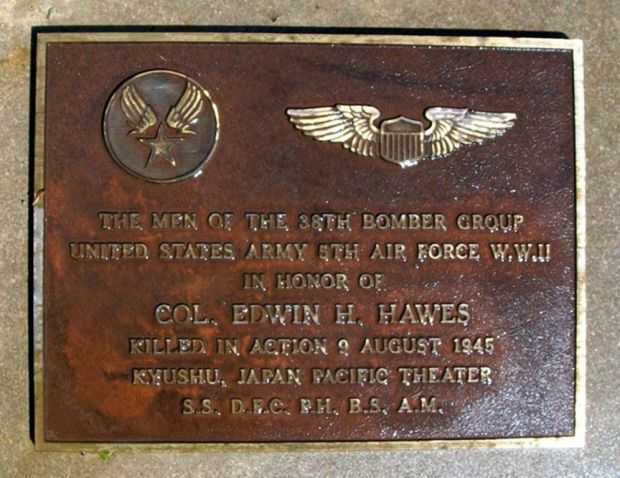 THE MEN OF THE 38TH BOMBER GROUP
UNITED STATES ARMY 5TH AIR FORCE W.W.II
IN HONOR OF
COL. EDWIN H. HAWES
KILLED IN ACTION 9 AUGUST 1945
KYUSHU, JAPAN PACIFIC THEATER
S.S. D.F.C. P.H. B.S. A.M.